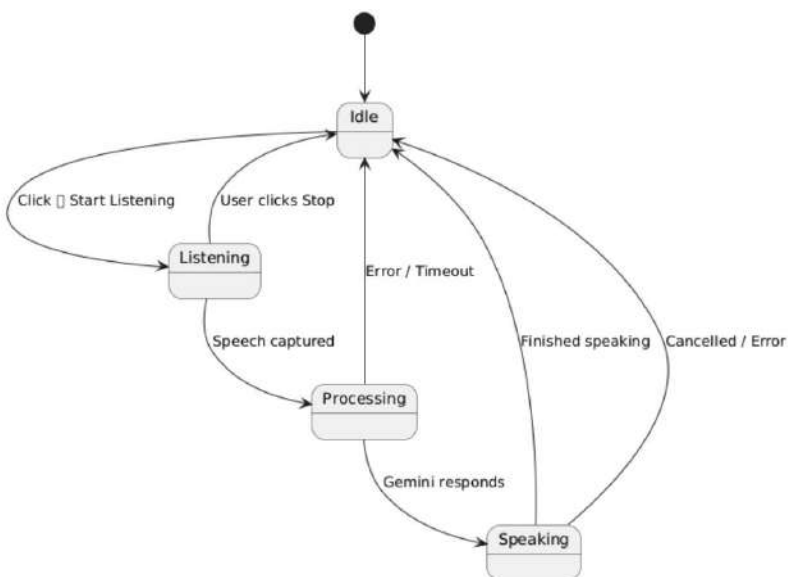 Idle
Click ▯ Start Listening
User clicks Stop
Listening
Error / Timeout
Speech captured
Finished speaking
Cancelled / Error
Processing
Gemini responds
Speaking